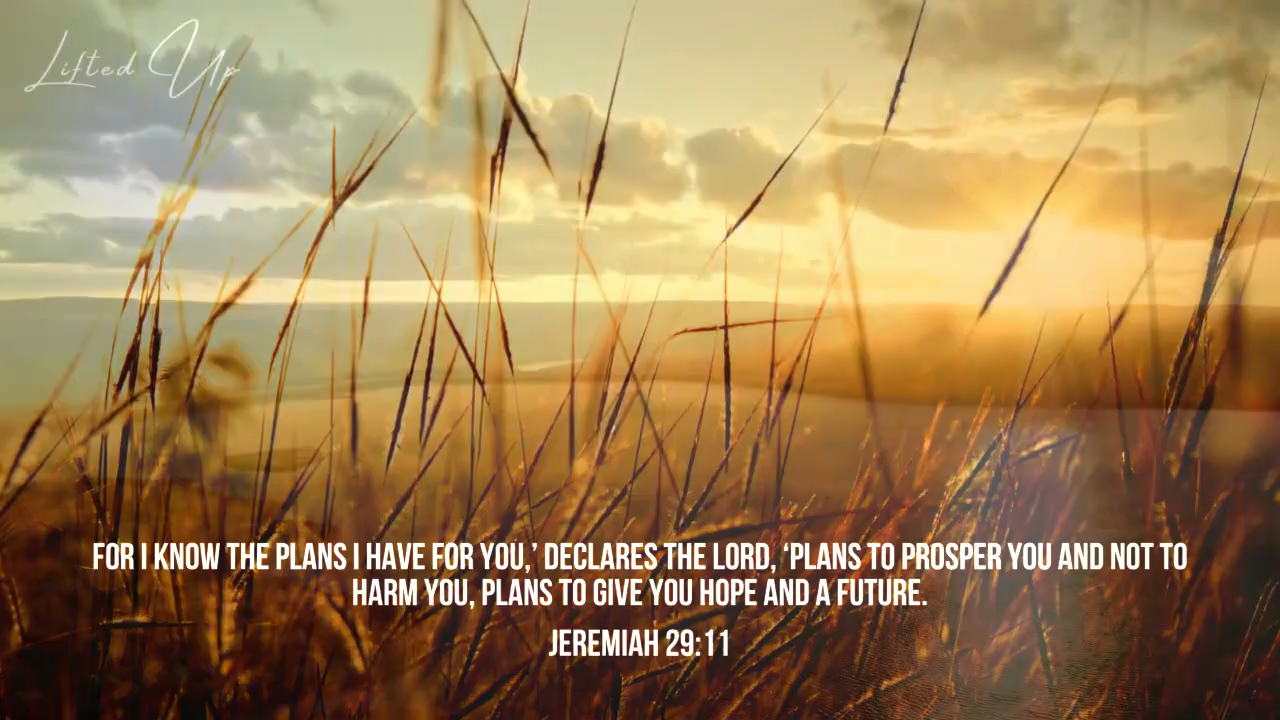 Lifted Up
FOR I KNOW THE PLANS I HAVE FOR YOU,’ DECLARES THE LORD, ‘PLANS TO PROSPER YOU AND NOT TO
HARM YOU, PLANS TO GIVE YOU HOPE AND A FUTURE.
JEREMIAH 29:11